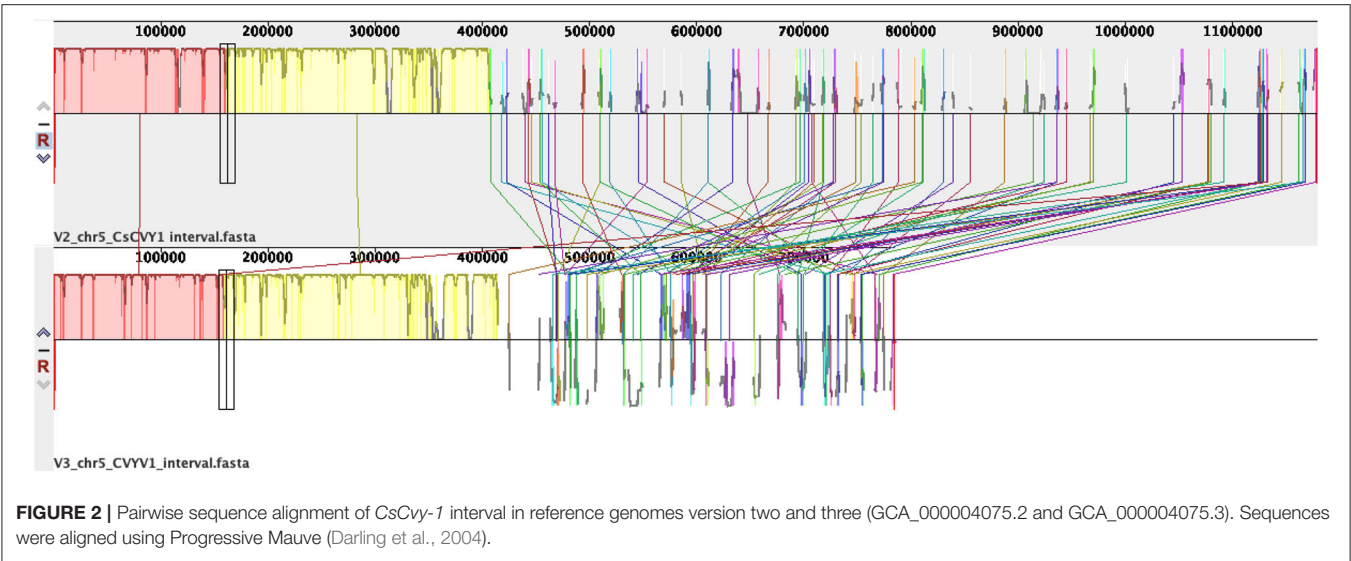 100000 200000 300000 400000 500000 600000 700000 800000 900000 1000000 1100000
R
V2_chr5_CsCVY1 interval.fasta
100000 200000 300000 400000 500000 600000 700000
R
V3_chr5_CVYV1_interval.fasta
FIGURE 2 | Pairwise sequence alignment of CsCvy-1 interval in reference genomes version two and three (GCA_000004075.2 and GCA_000004075.3). Sequences
were aligned using Progressive Mauve (Darling et al., 2004).